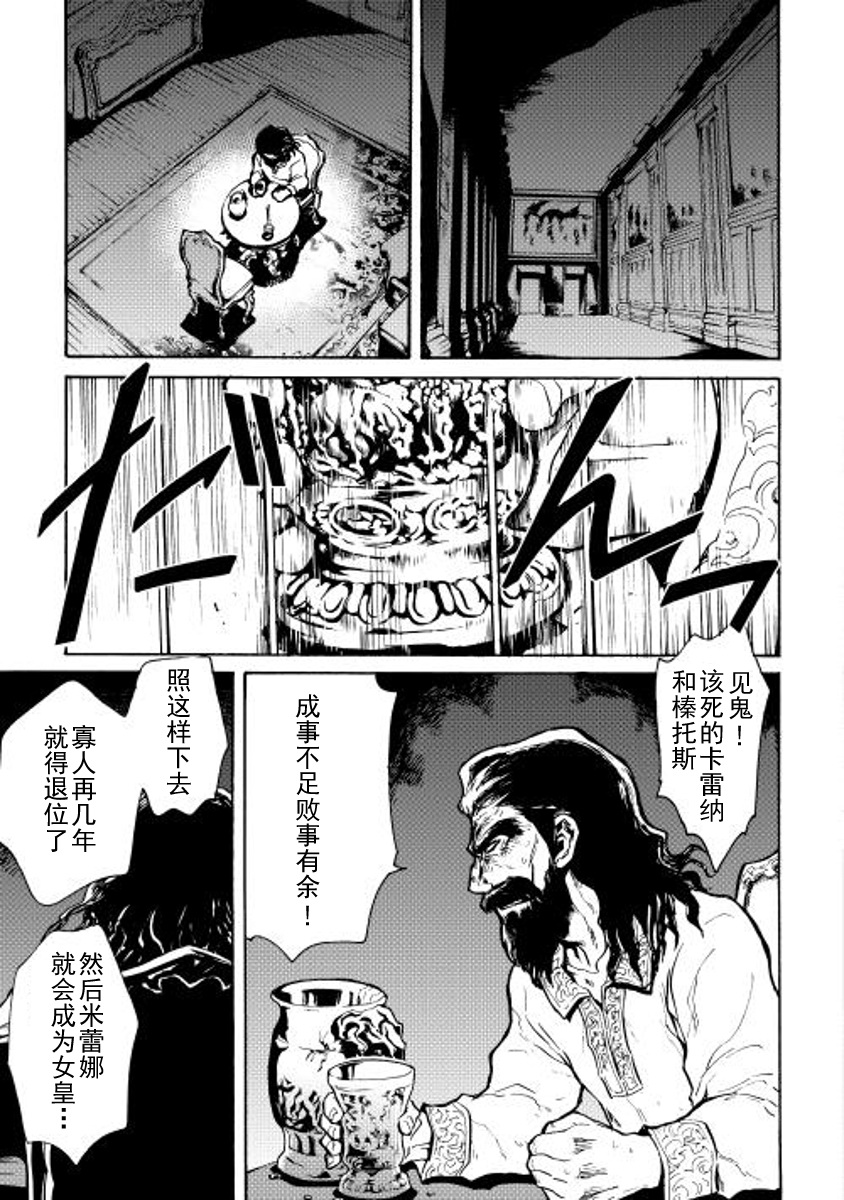 だんっ
见鬼！
该死的卡雷纳
和榛托斯
成事不足败事有余！
照这样下去
寡人再几年
就得退位了
然后米蕾娜
就会成为女皇…